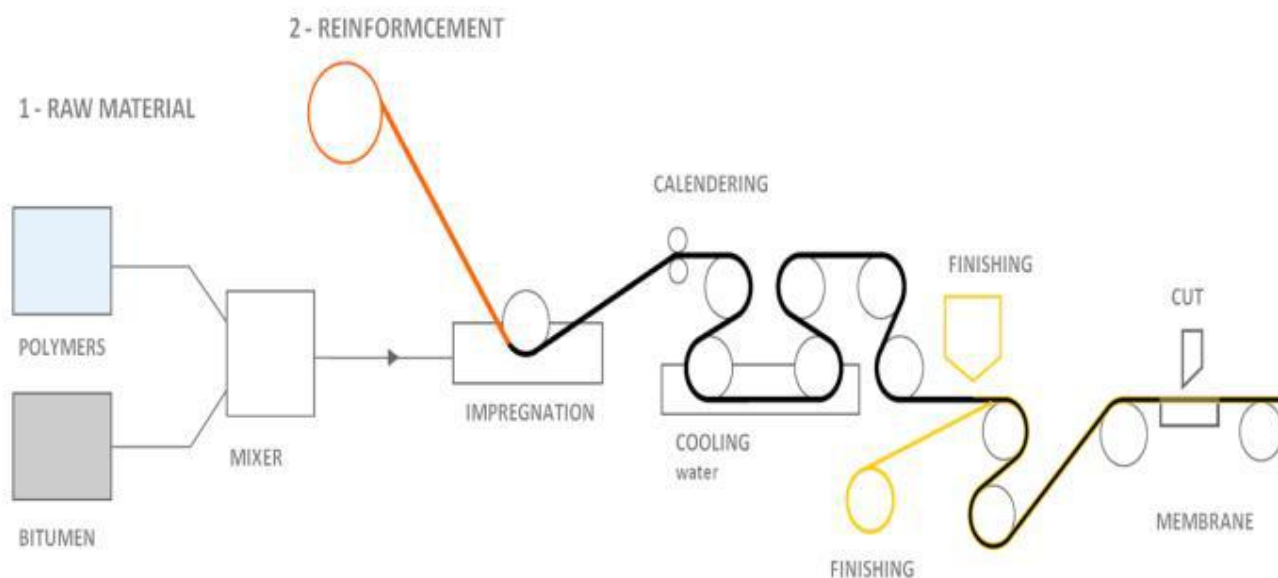 2 - REINFORMCEMENT
1 - RAW MATERIAL
CALENDERING
FINISHING
CUT
POLYMERS
IMPREGNATION
MIXER
COOLING
water
BITUMEN
FINISHING
MEMBRANE